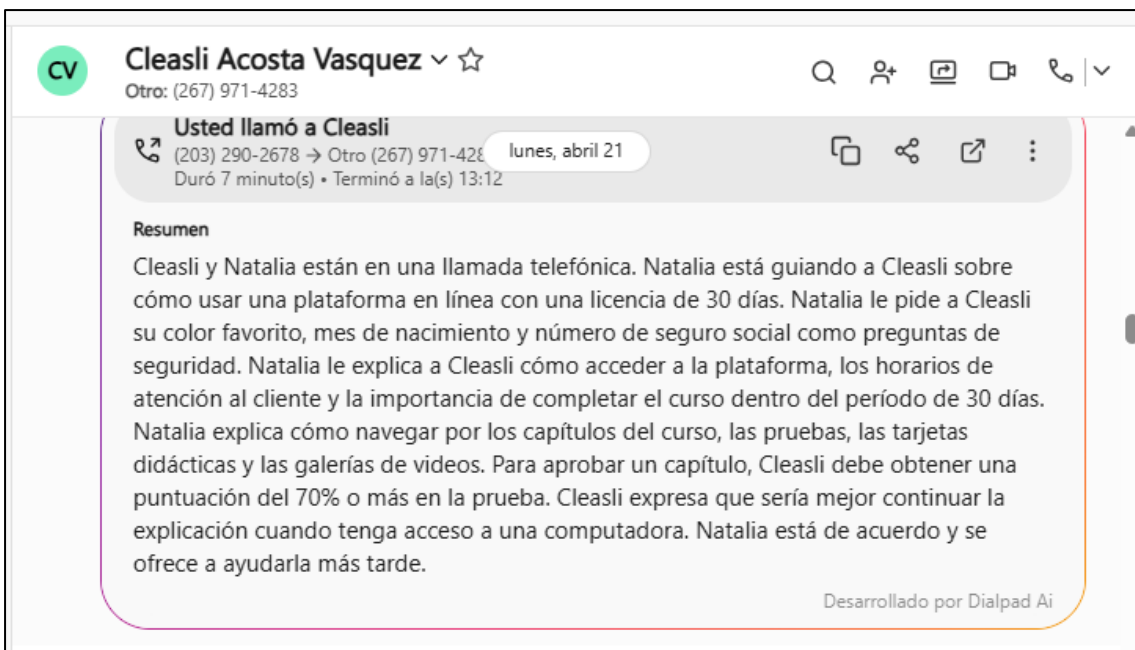 CV
Cleasli Acosta Vasquez
Otro: (267) 971-4283
Usted llamó a Cleasli
(203) 290-2678 → Otro (267) 971-428
lunes, abril 21
Duró 7 minuto(s) • Terminó a la(s) 13:12
Resumen
Cleasli y Natalia están en una llamada telefónica. Natalia está guiando a Cleasli sobre
cómo usar una plataforma en línea con una licencia de 30 días. Natalia le pide a Cleasli
su color favorito, mes de nacimiento y número de seguro social como preguntas de
seguridad. Natalia le explica a Cleasli cómo acceder a la plataforma, los horarios de
atención al cliente y la importancia de completar el curso dentro del período de 30 días.
Natalia explica cómo navegar por los capítulos del curso, las pruebas, las tarjetas
didácticas y las galerías de videos. Para aprobar un capítulo, Cleasli debe obtener una
puntuación del 70% o más en la prueba. Cleasli expresa que sería mejor continuar la
explicación cuando tenga acceso a una computadora. Natalia está de acuerdo y se
ofrece a ayudarla más tarde.
Desarrollado por Dialpad Ai